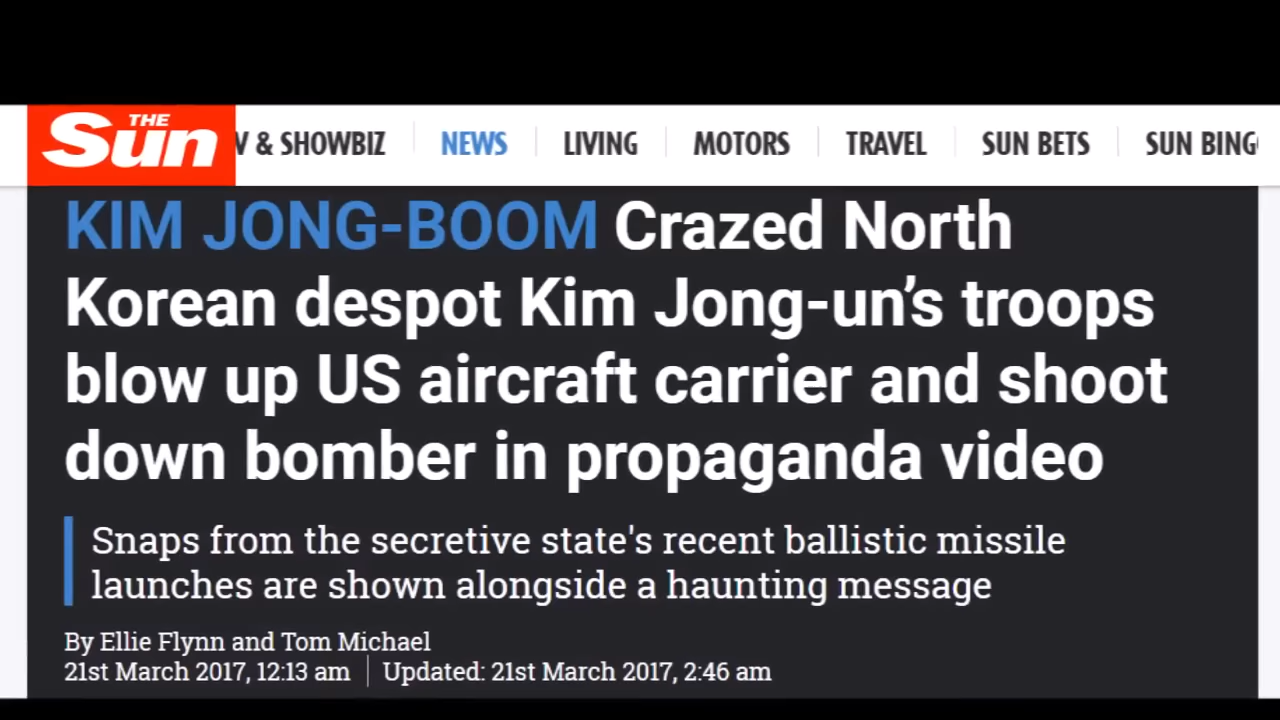 THE
Sun
V & SHOWBIZ NEWS LIVING MOTORS TRAVEL SUN BETS SUN BING
KIM JONG-BOOM Crazed North
Korean despot Kim Jong-un’s troops
blow up US aircraft carrier and shoot
down bomber in propaganda video
Snaps from the secretive state's recent ballistic missile
launches are shown alongside a haunting message
By Ellie Flynn and Tom Michael
21st March 2017, 12:13 am | Updated: 21st March 2017, 2:46 am